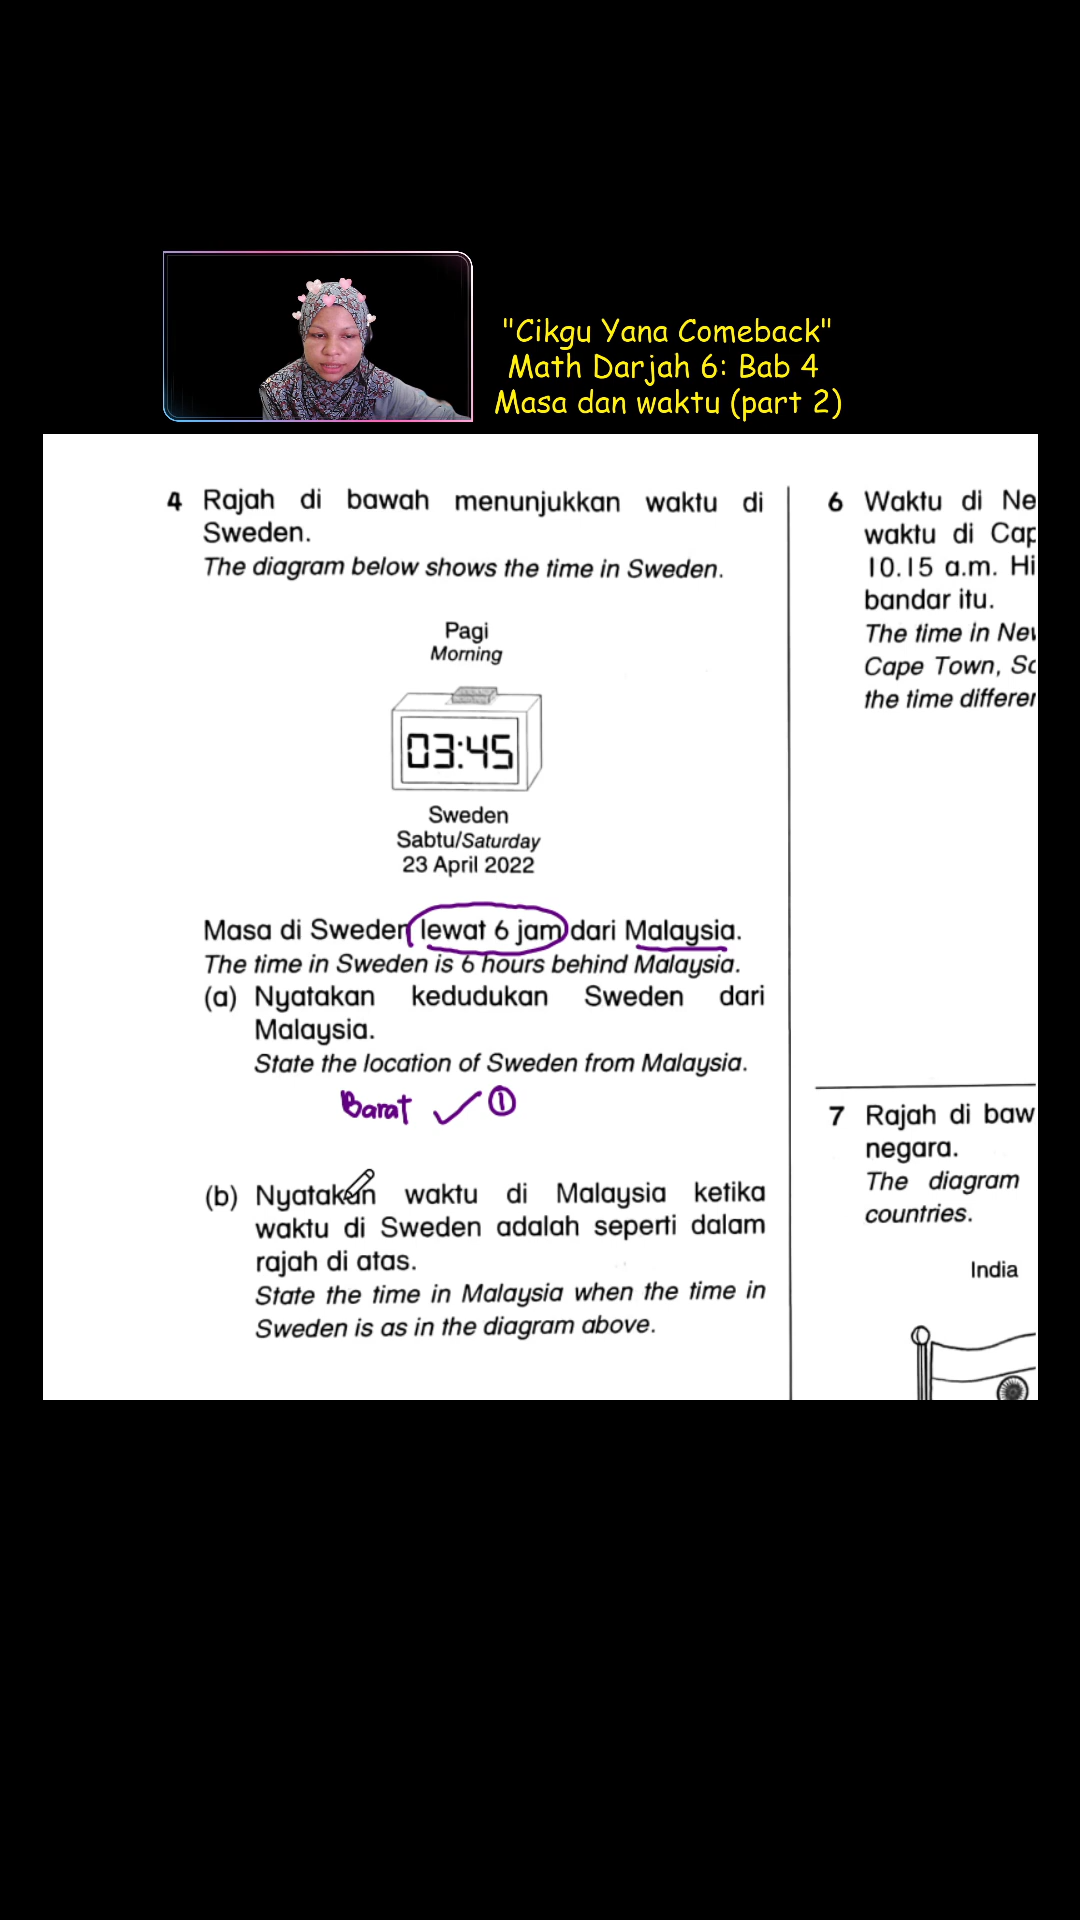 "Cikgu Yana Comeback"
Math Darjah 6: Bab 4
Masa dan waktu (part 2)
4 Rajah di bawah menunjukkan waktu di
Sweden.
The diagram below shows the time in Sweden.
Pagi
Morning
03:45
Sweden
Sabtu/Saturday
23 April 2022
Masa di Sweden lewat 6 jam dari Malaysia.
The time in Sweden is 6 hours behind Malaysia.
(a) Nyatakan kedudukan Sweden dari
Malaysia.
State the location of Sweden from Malaysia.
Barat ✓ ①
(b) Nyatakan waktu di Malaysia ketika
waktu di Sweden adalah seperti dalam
rajah di atas.
State the time in Malaysia when the time in
Sweden is as in the diagram above.
6 Waktu di Ne
waktu di Cap
10.15 a.m. Hi
bandar itu.
The time in New
Cape Town, So
the time differen
7 Rajah di baw
negara.
The diagram
countries.
India